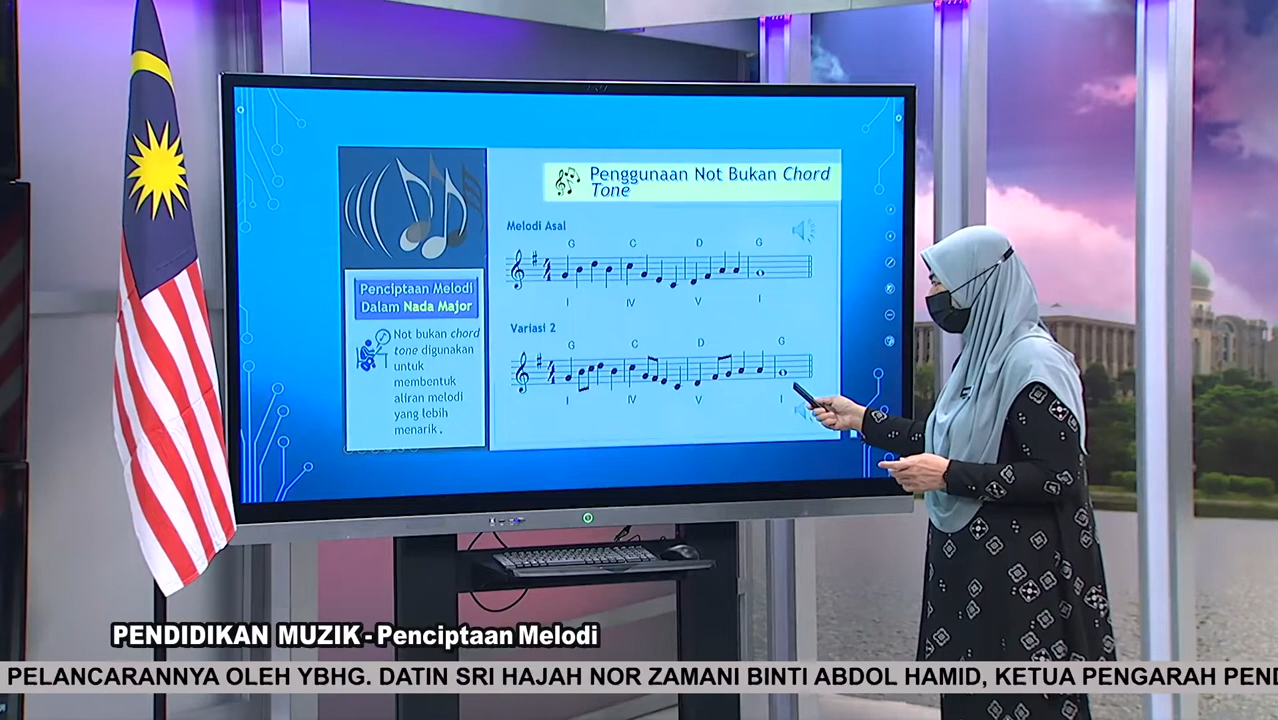 Penggunaan Not Bukan Chord
Tone
Melodi Asal
G C D G
I IV V I
Penciptaan Melodi
Dalam Nada Major
Not bukan chord
tone digunakan
untuk
membentuk
aliran melodi
yang lebih
menarik .
Variasi 2
G C D G
I IV V I
PENDIDIKAN MUZIK - Penciptaan Melodi
PELANCARANNYA OLEH YBHG. DATIN SRI HAJAH NOR ZAMANI BINTI ABDOL HAMID, KETUA PENGARAH PEND